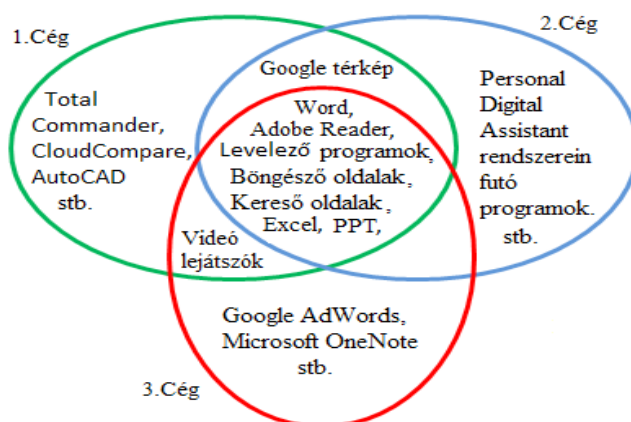 1.Cég
2.Cég
Google térkép
Total
Commander,
CloudCompare,
AutoCAD
stb.
Word,
Adobe Reader,
Levelező programok,
Böngésző oldalak,
Kereső oldalak,
Excel, PPT,
Personal
Digital
Assistant
rendszerein
futó
programok.
stb.
Videó
lejátszók
Google AdWords,
Microsoft OneNote
stb.
3.Cég